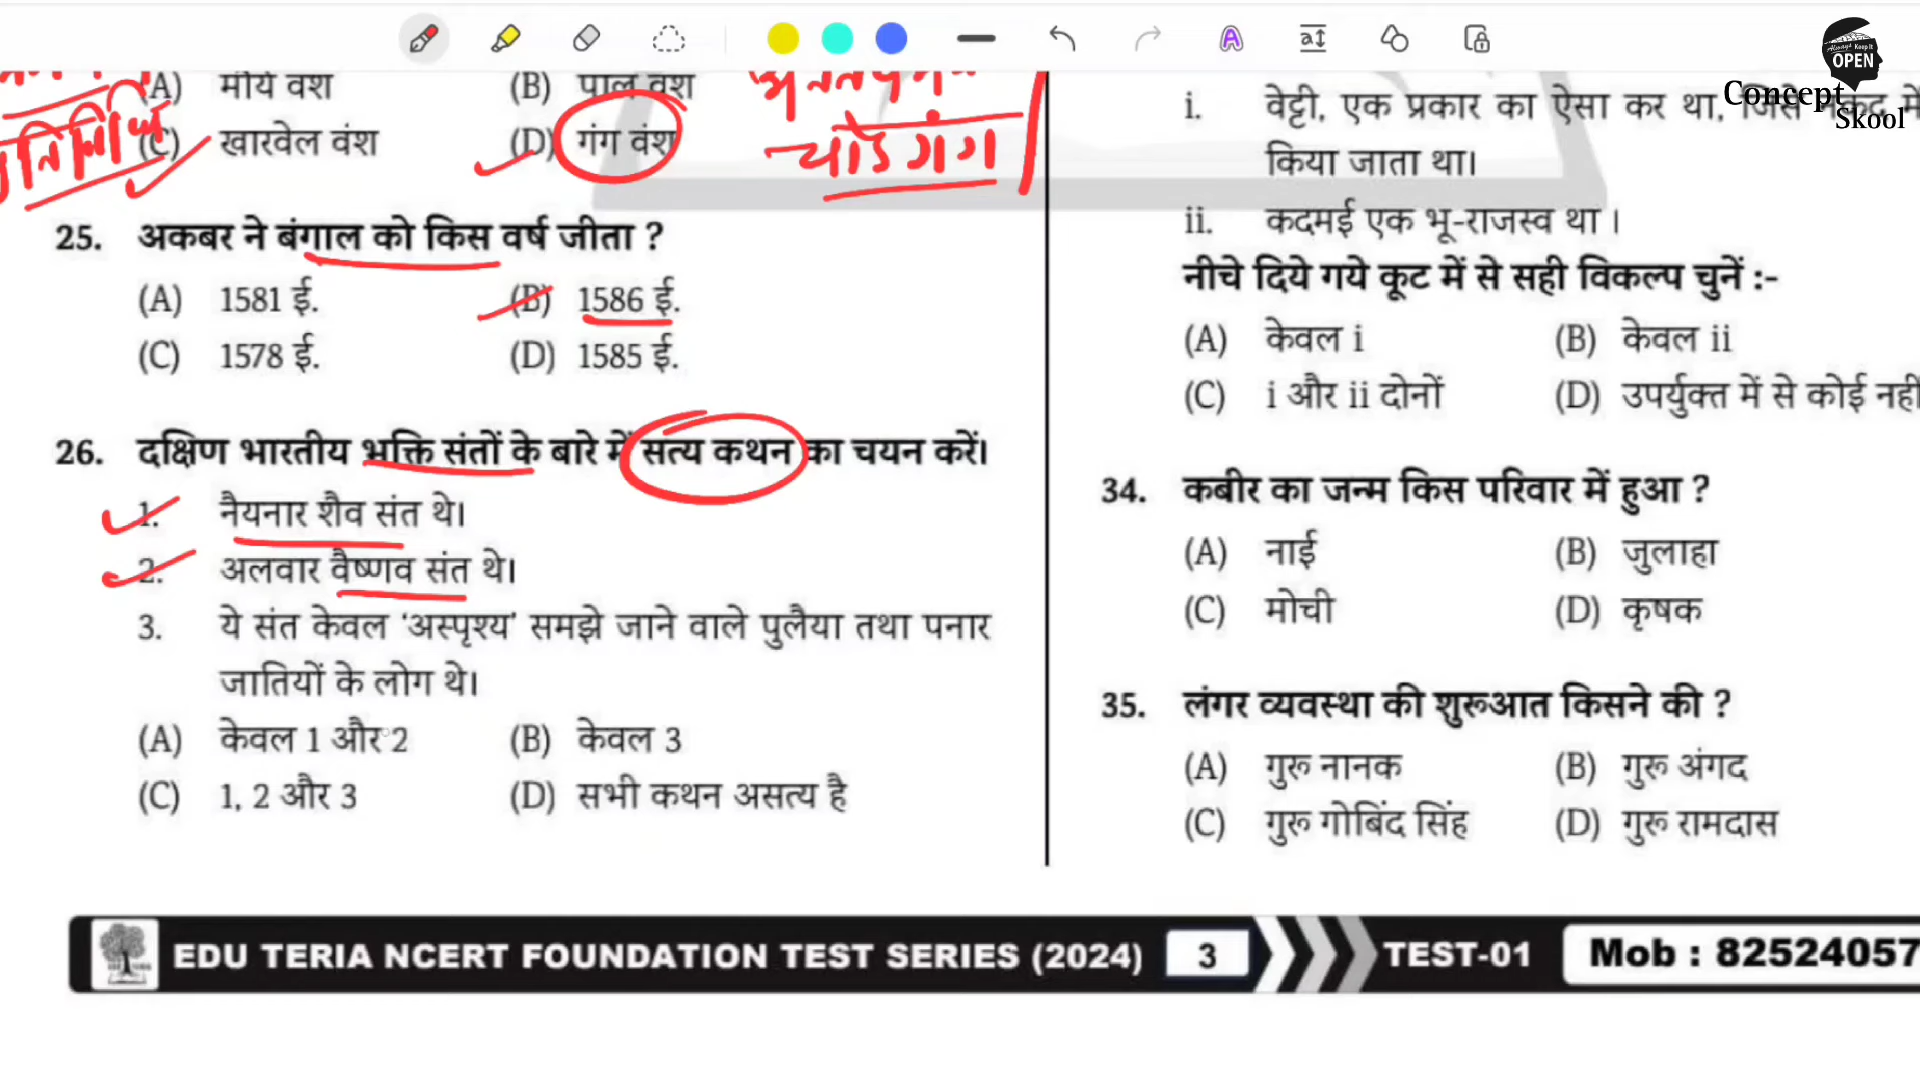 (A) मौर्य वंश (B) पाल वंश
(C) खारवेल वंश (D) गंग वंश
चोड गंग
25. अकबर ने बंगाल को किस वर्ष जीता ?
(A) 1581 ई. (B) 1586 ई.
(C) 1578 ई. (D) 1585 ई.
26. दक्षिण भारतीय भक्ति संतों के बारे में सत्य कथन का चयन करें।
1. नैयनार शैव संत थे।
2. अलवार वैष्णव संत थे।
3. ये संत केवल ‘अस्पृश्य’ समझे जाने वाले पुलैया तथा पनार
जातियों के लोग थे।
(A) केवल 1 और 2 (B) केवल 3
(C) 1, 2 और 3 (D) सभी कथन असत्य है
i. वेट्टी, एक प्रकार का ऐसा कर था, जिसे नकद में
किया जाता था।
ii. कदमई एक भू-राजस्व था ।
नीचे दिये गये कूट में से सही विकल्प चुनें :-
(A) केवल i (B) केवल ii
(C) i और ii दोनों (D) उपर्युक्त में से कोई नहीं
34. कबीर का जन्म किस परिवार में हुआ ?
(A) नाई (B) जुलाहा
(C) मोची (D) कृषक
35. लंगर व्यवस्था की शुरूआत किसने की ?
(A) गुरू नानक (B) गुरू अंगद
(C) गुरू गोबिंद सिंह (D) गुरू रामदास
EDU TERIA NCERT FOUNDATION TEST SERIES (2024) 3 TEST-01 Mob : 82524057
Always Keep It
OPEN
Concept
Skool